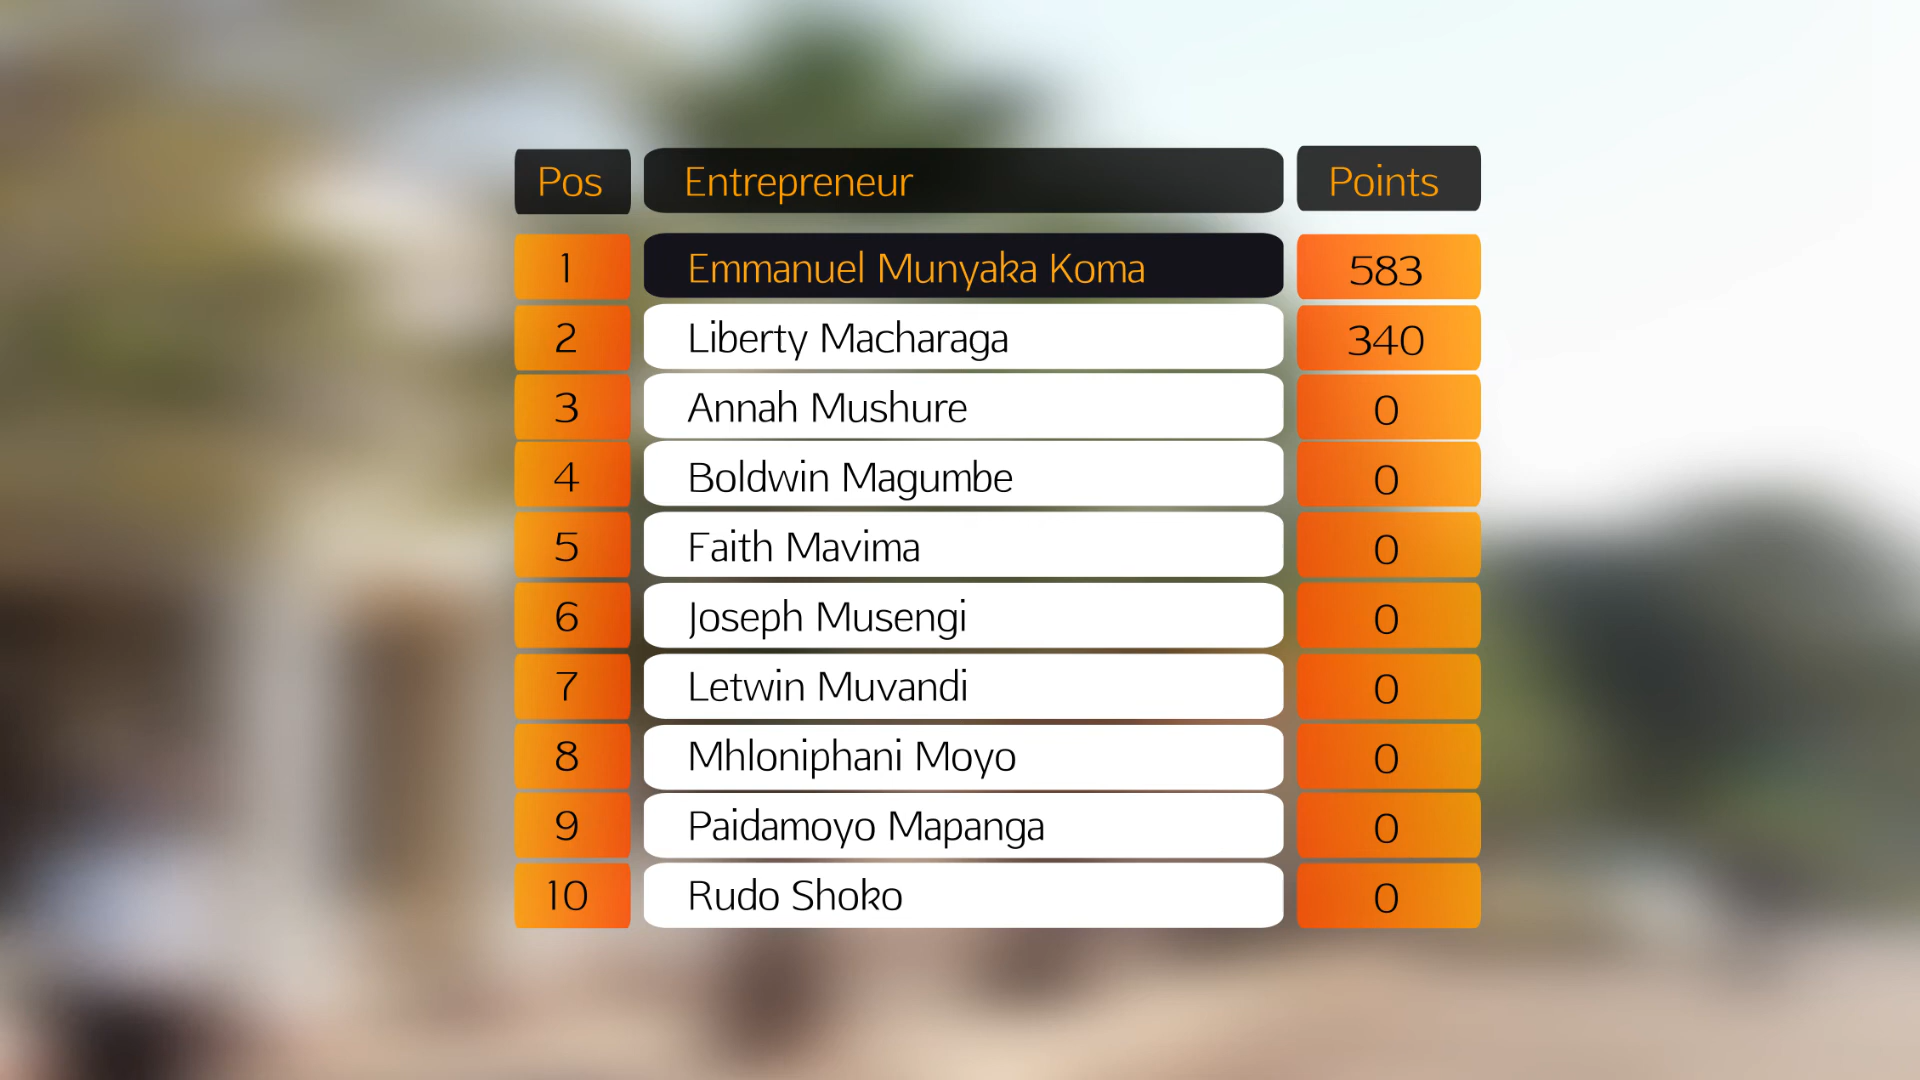 Pos Entrepreneur Points
1 Emmanuel Munyaka Koma 583
2 Liberty Macharaga 340
3 Annah Mushure 0
4 Boldwin Magumbe 0
5 Faith Mavima 0
6 Joseph Musengi 0
7 Letwin Muvandi 0
8 Mhloniphani Moyo 0
9 Paidamoyo Mapanga 0
10 Rudo Shoko 0